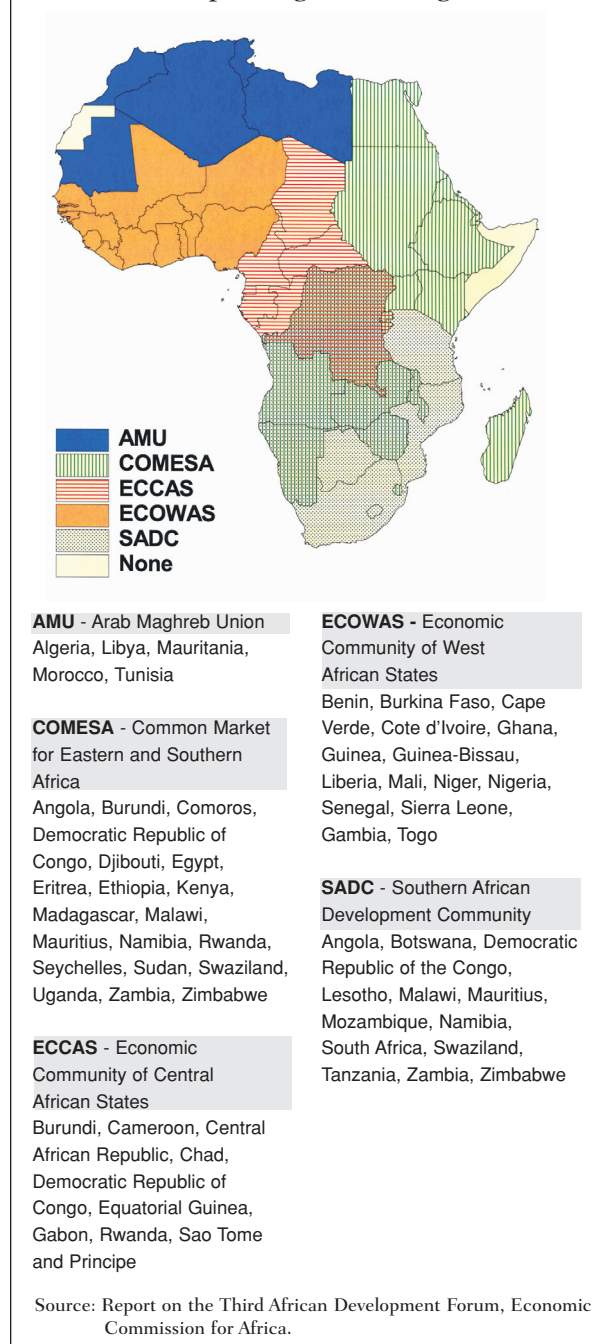 AMU
COMESA
ECCAS
ECOWAS
SADC
None
AMU - Arab Maghreb Union
Algeria, Libya, Mauritania,
Morocco, Tunisia
COMESA - Common Market
for Eastern and Southern
Africa
Angola, Burundi, Comoros,
Democratic Republic of
Congo, Djibouti, Egypt,
Eritrea, Ethiopia, Kenya,
Madagascar, Malawi,
Mauritius, Namibia, Rwanda,
Seychelles, Sudan, Swaziland,
Uganda, Zambia, Zimbabwe
ECCAS - Economic
Community of Central
African States
Burundi, Cameroon, Central
African Republic, Chad,
Democratic Republic of
Congo, Equatorial Guinea,
Gabon, Rwanda, Sao Tome
and Principe
ECOWAS - Economic
Community of West
African States
Benin, Burkina Faso, Cape
Verde, Cote d'Ivoire, Ghana,
Guinea, Guinea-Bissau,
Liberia, Mali, Niger, Nigeria,
Senegal, Sierra Leone,
Gambia, Togo
SADC - Southern African
Development Community
Angola, Botswana, Democratic
Republic of the Congo,
Lesotho, Malawi, Mauritius,
Mozambique, Namibia,
South Africa, Swaziland,
Tanzania, Zambia, Zimbabwe
Source: Report on the Third African Development Forum, Economic
Commission for Africa.